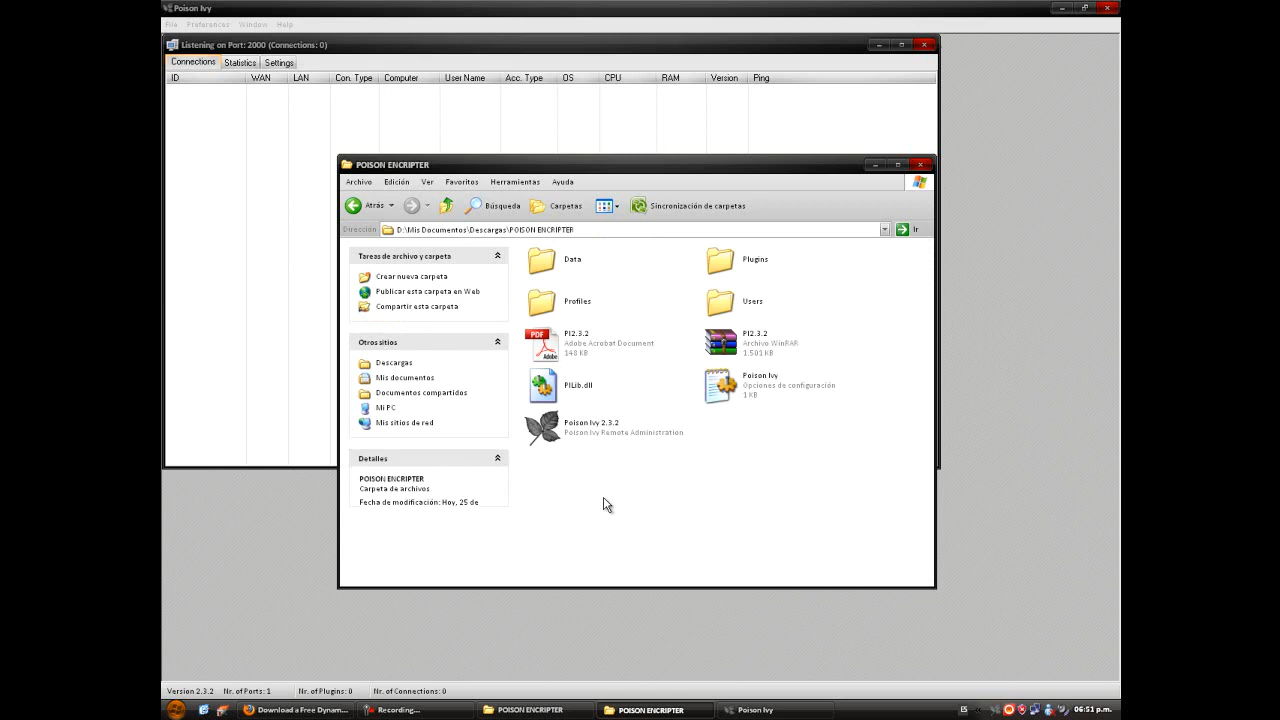 Poison Ivy
File Preferences Window Help
Listening on Port: 2000 (Connections: 0)
Connections Statistics Settings
ID WAN LAN Con. Type Computer User Name Acc. Type OS CPU RAM Version Ping
POISON ENCRIPTER
Archivo Edición Ver Favoritos Herramientas Ayuda
Atrás Búsqueda Carpetas Sincronización de carpetas
Dirección D:\Mis Documentos\Descargas\POISON ENCRIPTER Ir
Tareas de archivo y carpeta
Crear nueva carpeta
Publicar esta carpeta en Web
Compartir esta carpeta
Otros sitios
Descargas
Mis documentos
Documentos compartidos
Mi PC
Mis sitios de red
Detalles
POISON ENCRIPTER
Carpeta de archivos
Fecha de modificación: Hoy, 25 de
Data
Plugins
Profiles
Users
PDF
Adobe
PI2.3.2
Adobe Acrobat Document
148 KB
PI2.3.2
Archivo WinRAR
1.501 KB
PILib.dll
Poison Ivy
Opciones de configuración
1 KB
Poison Ivy 2.3.2
Poison Ivy Remote Administration
Version 2.3.2 Nr. of Ports: 1 Nr. of Plugins: 0 Nr. of Connections: 0
Download a Free Dynam... Recording... POISON ENCRIPTER POISON ENCRIPTER Poison Ivy ES 06:51 p.m.